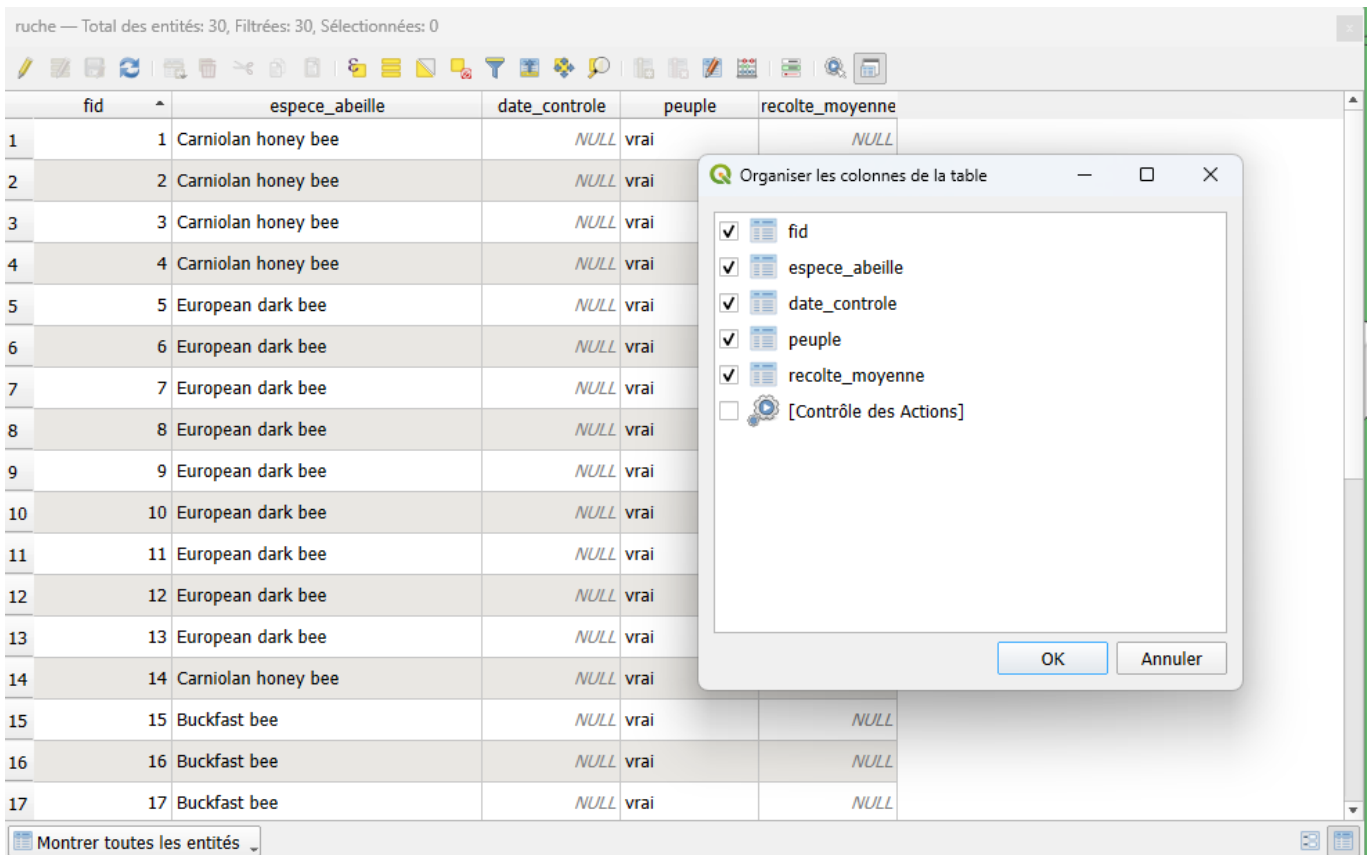 ruche — Total des entités: 30, Filtrées: 30, Sélectionnées: 0
fid espece_abeille date_controle peuple recolte_moyenne
1 1 Carniolan honey bee NULL vrai NULL
2 2 Carniolan honey bee NULL vrai
3 3 Carniolan honey bee NULL vrai
4 4 Carniolan honey bee NULL vrai
5 5 European dark bee NULL vrai
6 6 European dark bee NULL vrai
7 7 European dark bee NULL vrai
8 8 European dark bee NULL vrai
9 9 European dark bee NULL vrai
10 10 European dark bee NULL vrai
11 11 European dark bee NULL vrai
12 12 European dark bee NULL vrai
13 13 European dark bee NULL vrai
14 14 Carniolan honey bee NULL vrai
15 15 Buckfast bee NULL vrai NULL
16 16 Buckfast bee NULL vrai NULL
17 17 Buckfast bee NULL vrai NULL
Montrer toutes les entités
Organiser les colonnes de la table
fid
espece_abeille
date_controle
peuple
recolte_moyenne
[Contrôle des Actions]
OK Annuler